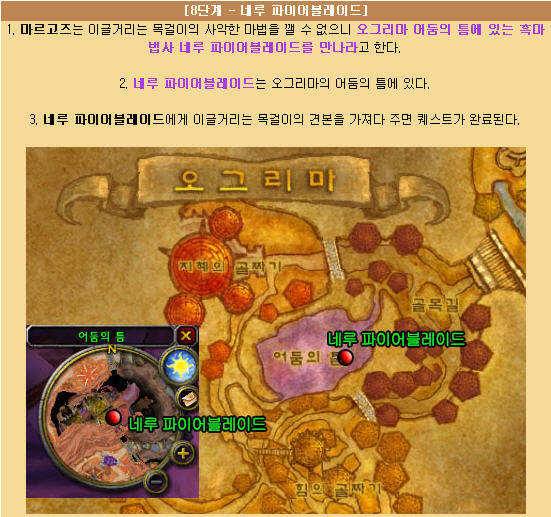 [8단계 - 네루 파이어블레이드]
1. 마르고즈는 이글거리는 목걸이의 사악한 마법을 깰 수 없으니 오그리마 어둠의 틈에 있는 흑마
법사 네루 파이어블레이드를 만나라고 한다.
2. 네루 파이어블레이드는 오그리마의 어둠의 틈에 있다.
3. 네루 파이어블레이드에게 이글거리는 목걸이의 견본을 가져다 주면 퀘스트가 완료된다.
오그리마
지혜의 골짜기
골목길
네루 파이어블레이드
어둠의 틈
어둠의 틈
N
네루 파이어블레이드
힘의 골짜기